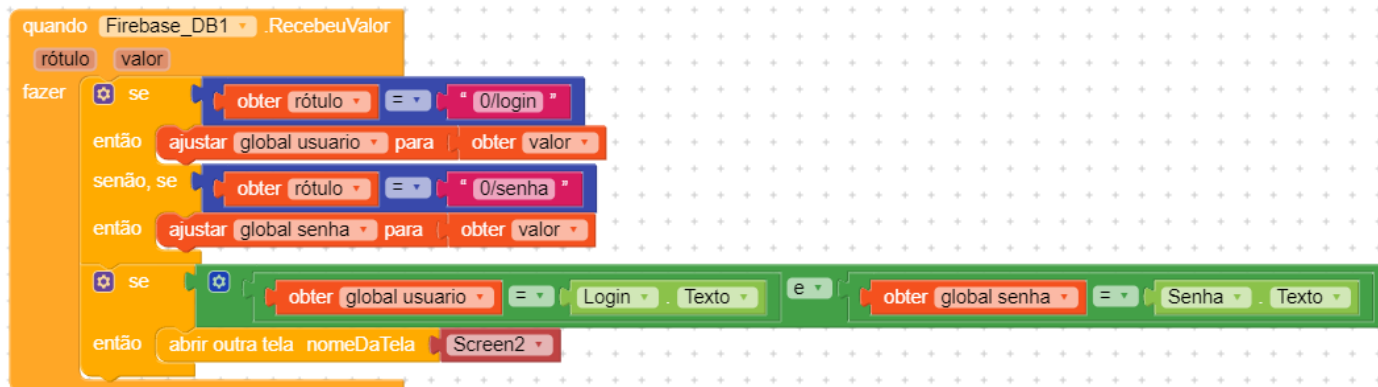 quando Firebase_DB1 .RecebeuValor
rótulo valor
fazer se obter rótulo = " 0/login "
então ajustar global usuario para obter valor
senão, se obter rótulo = " 0/senha "
então ajustar global senha para obter valor
se obter global usuario = Login . Texto e obter global senha = Senha . Texto
então abrir outra tela nomeDaTela Screen2